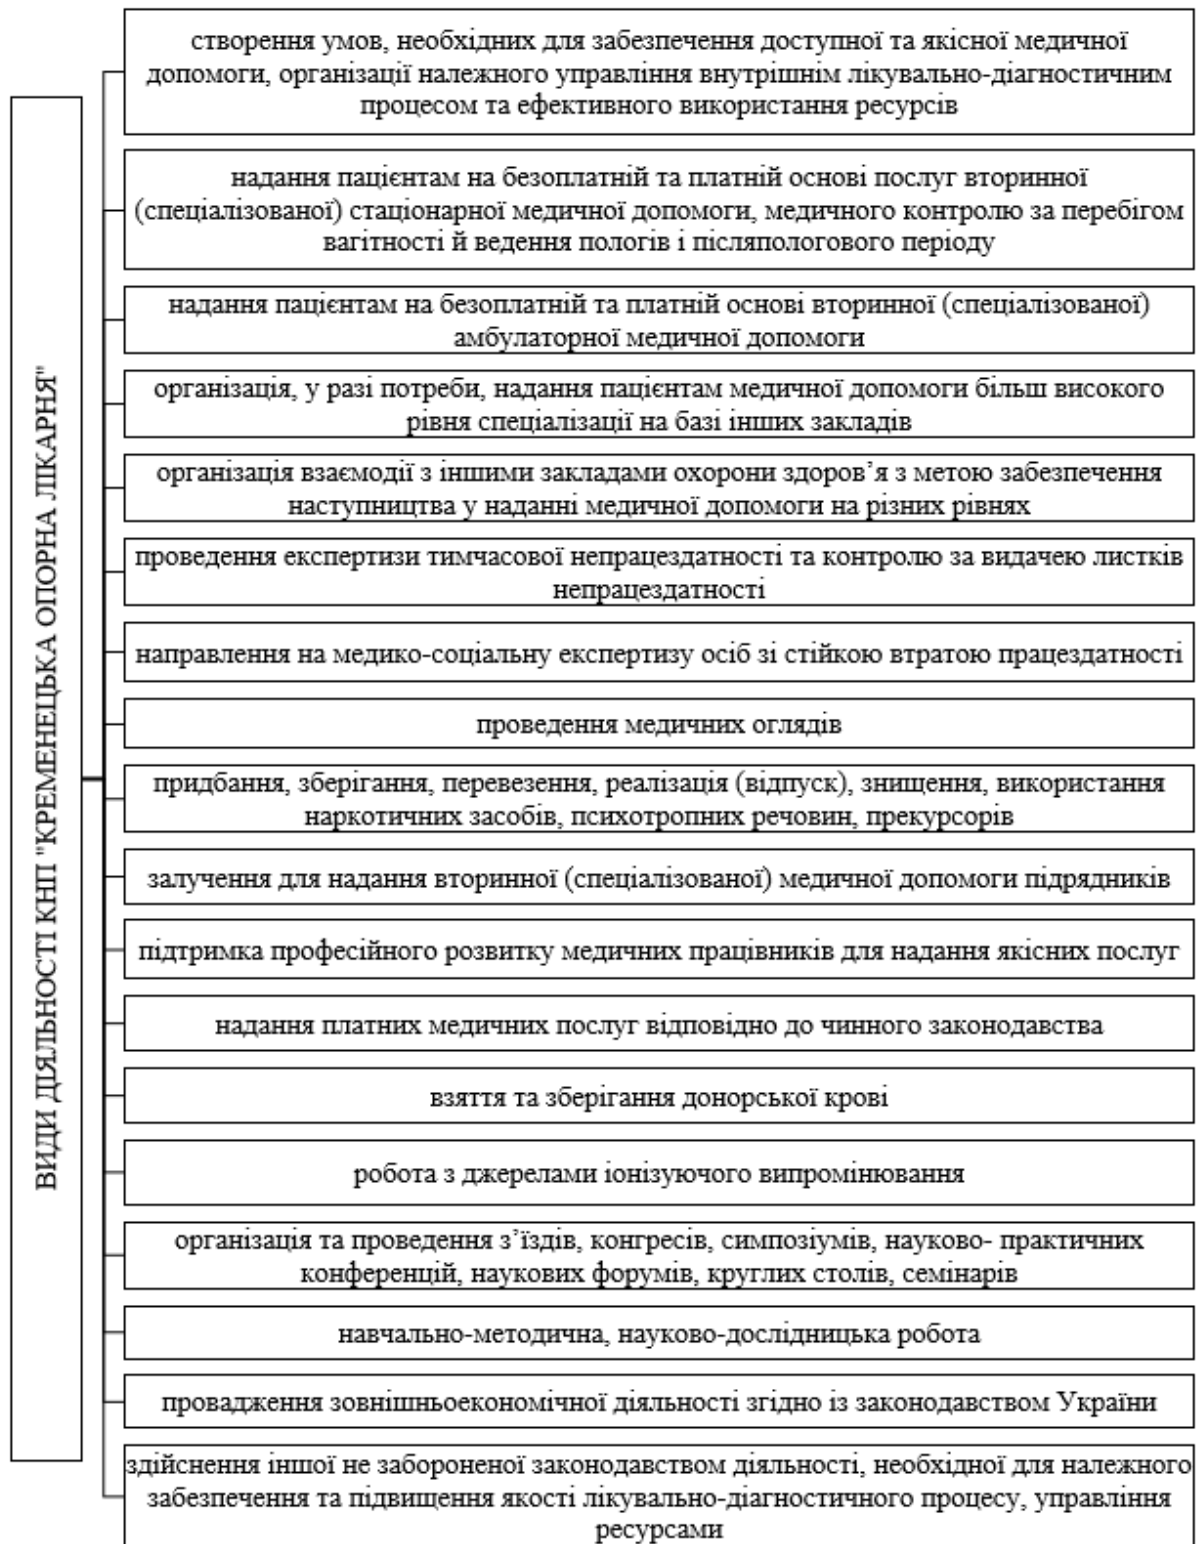 ВИДИ ДІЯЛЬНОСТІ КНП "КРЕМЕНЕЦЬКА ОПОРНА ЛІКАРНЯ"
створення умов, необхідних для забезпечення доступної та якісної медичної
допомоги, організації належного управління внутрішнім лікувально-діагностичним
процесом та ефективного використання ресурсів
надання пацієнтам на безоплатній та платній основі послуг вторинної
(спеціалізованої) стаціонарної медичної допомоги, медичного контролю за перебігом
вагітності й ведення пологів і післяпологового періоду
надання пацієнтам на безоплатній та платній основі вторинної (спеціалізованої)
амбулаторної медичної допомоги
організація, у разі потреби, надання пацієнтам медичної допомоги більш високого
рівня спеціалізації на базі інших закладів
організація взаємодії з іншими закладами охорони здоров’я з метою забезпечення
наступництва у наданні медичної допомоги на різних рівнях
проведення експертизи тимчасової непрацездатності та контролю за видачею листків
непрацездатності
направлення на медико-соціальну експертизу осіб зі стійкою втратою працездатності
проведення медичних оглядів
придбання, зберігання, перевезення, реалізація (відпуск), знищення, використання
наркотичних засобів, психотропних речовин, прекурсорів
залучення для надання вторинної (спеціалізованої) медичної допомоги підрядників
підтримка професійного розвитку медичних працівників для надання якісних послуг
надання платних медичних послуг відповідно до чинного законодавства
взяття та зберігання донорської крові
робота з джерелами іонізуючого випромінювання
організація та проведення з’їздів, конгресів, симпозіумів, науково- практичних
конференцій, наукових форумів, круглих столів, семінарів
навчально-методична, науково-дослідницька робота
провадження зовнішньоекономічної діяльності згідно із законодавством України
здійснення іншої не забороненої законодавством діяльності, необхідної для належного
забезпечення та підвищення якості лікувально-діагностичного процесу, управління
ресурсами